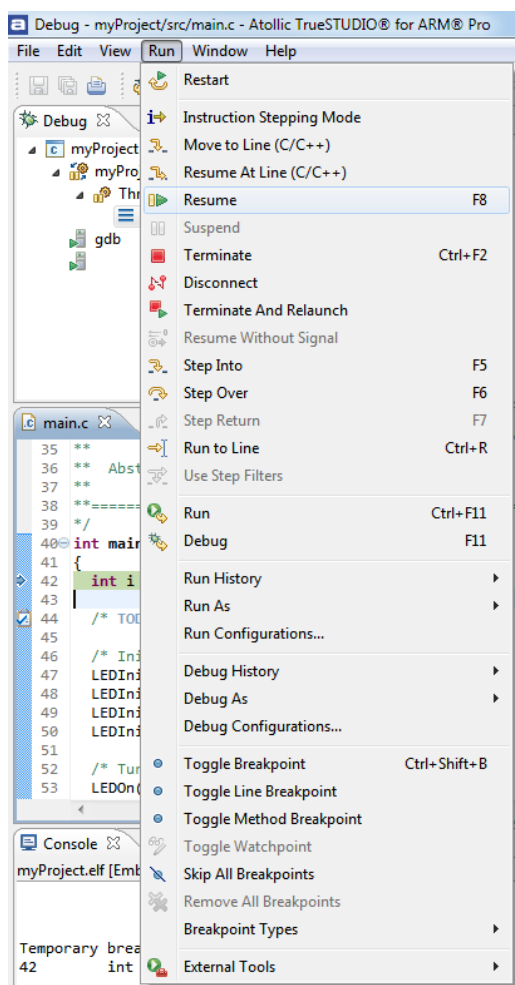 Debug - myProject/src/main.c - Atollic TrueSTUDIO® for ARM® Pro
File Edit View Run Window Help
Restart
Debug
Instruction Stepping Mode
myProject
Move to Line (C/C++)
myProj
Resume At Line (C/C++)
Thr
Resume F8
Suspend
gdb
Terminate Ctrl+F2
Disconnect
Terminate And Relaunch
Resume Without Signal
Step Into F5
Step Over F6
main.c
Step Return F7
35 **
Run to Line Ctrl+R
36 ** Abst
Use Step Filters
37 **
38 **======
39 */
Run Ctrl+F11
40 int main
Debug F11
41 {
42 int i
Run History
43
Run As
44 /* TOD
Run Configurations...
45
46 /* Ini
Debug History
47 LEDIni
48 LEDIni
Debug As
49 LEDIni
Debug Configurations...
50 LEDIni
51
Toggle Breakpoint Ctrl+Shift+B
52 /* Tur
53 LEDOn(
Toggle Line Breakpoint
Toggle Method Breakpoint
Console
Toggle Watchpoint
myProject.elf [Emb
Skip All Breakpoints
Remove All Breakpoints
Breakpoint Types
Temporary brea
42 int
External Tools